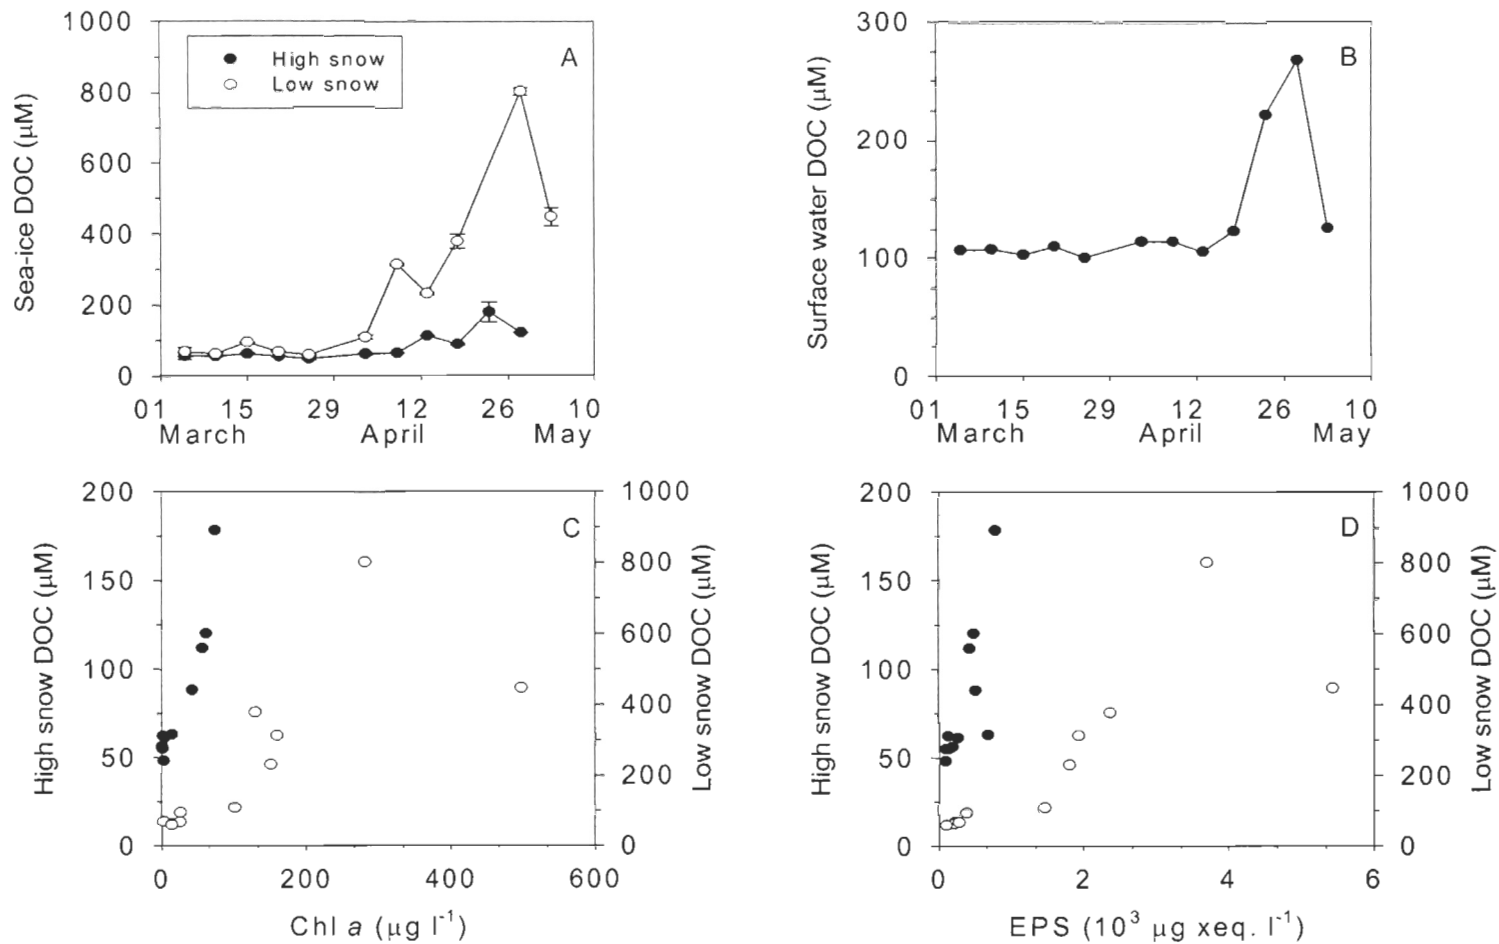 1000
800
600
400
200
0
Sea-ice DOC (μM)
High snow
Low snow
A
01 15 29 12 26 10
March April May
300
200
100
0
Surface water DOC (μM)
B
01 15 29 12 26 10
March April May
200
150
100
50
0
High snow DOC (μM)
C
1000
800
600
400
200
0
Low snow DOC (μM)
0 200 400 600
Chl a (μg l-1)
200
150
100
50
0
High snow DOC (μM)
D
1000
800
600
400
200
0
Low snow DOC (μM)
0 2 4 6
EPS (10³ μg xeq. l-1)